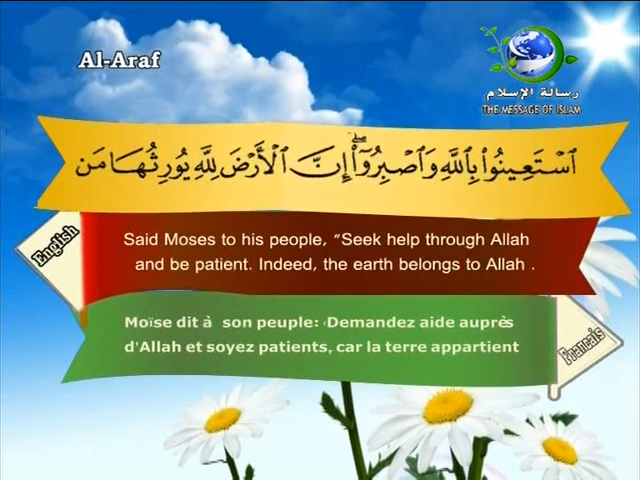 Al-Araf
رسالة الإسلام
THE MESSAGE OF ISLAM
ٱسْتَعِينُوا۟ بِٱللَّهِ وَٱصْبِرُوٓا۟ ۖ إِنَّ ٱلْأَرْضَ لِلَّهِ يُورِثُهَا مَن
English
Said Moses to his people, "Seek help through Allah
and be patient. Indeed, the earth belongs to Allah .
Moïse dit à son peuple: ‹Demandez aide auprès
d'Allah et soyez patients, car la terre appartient
Francais